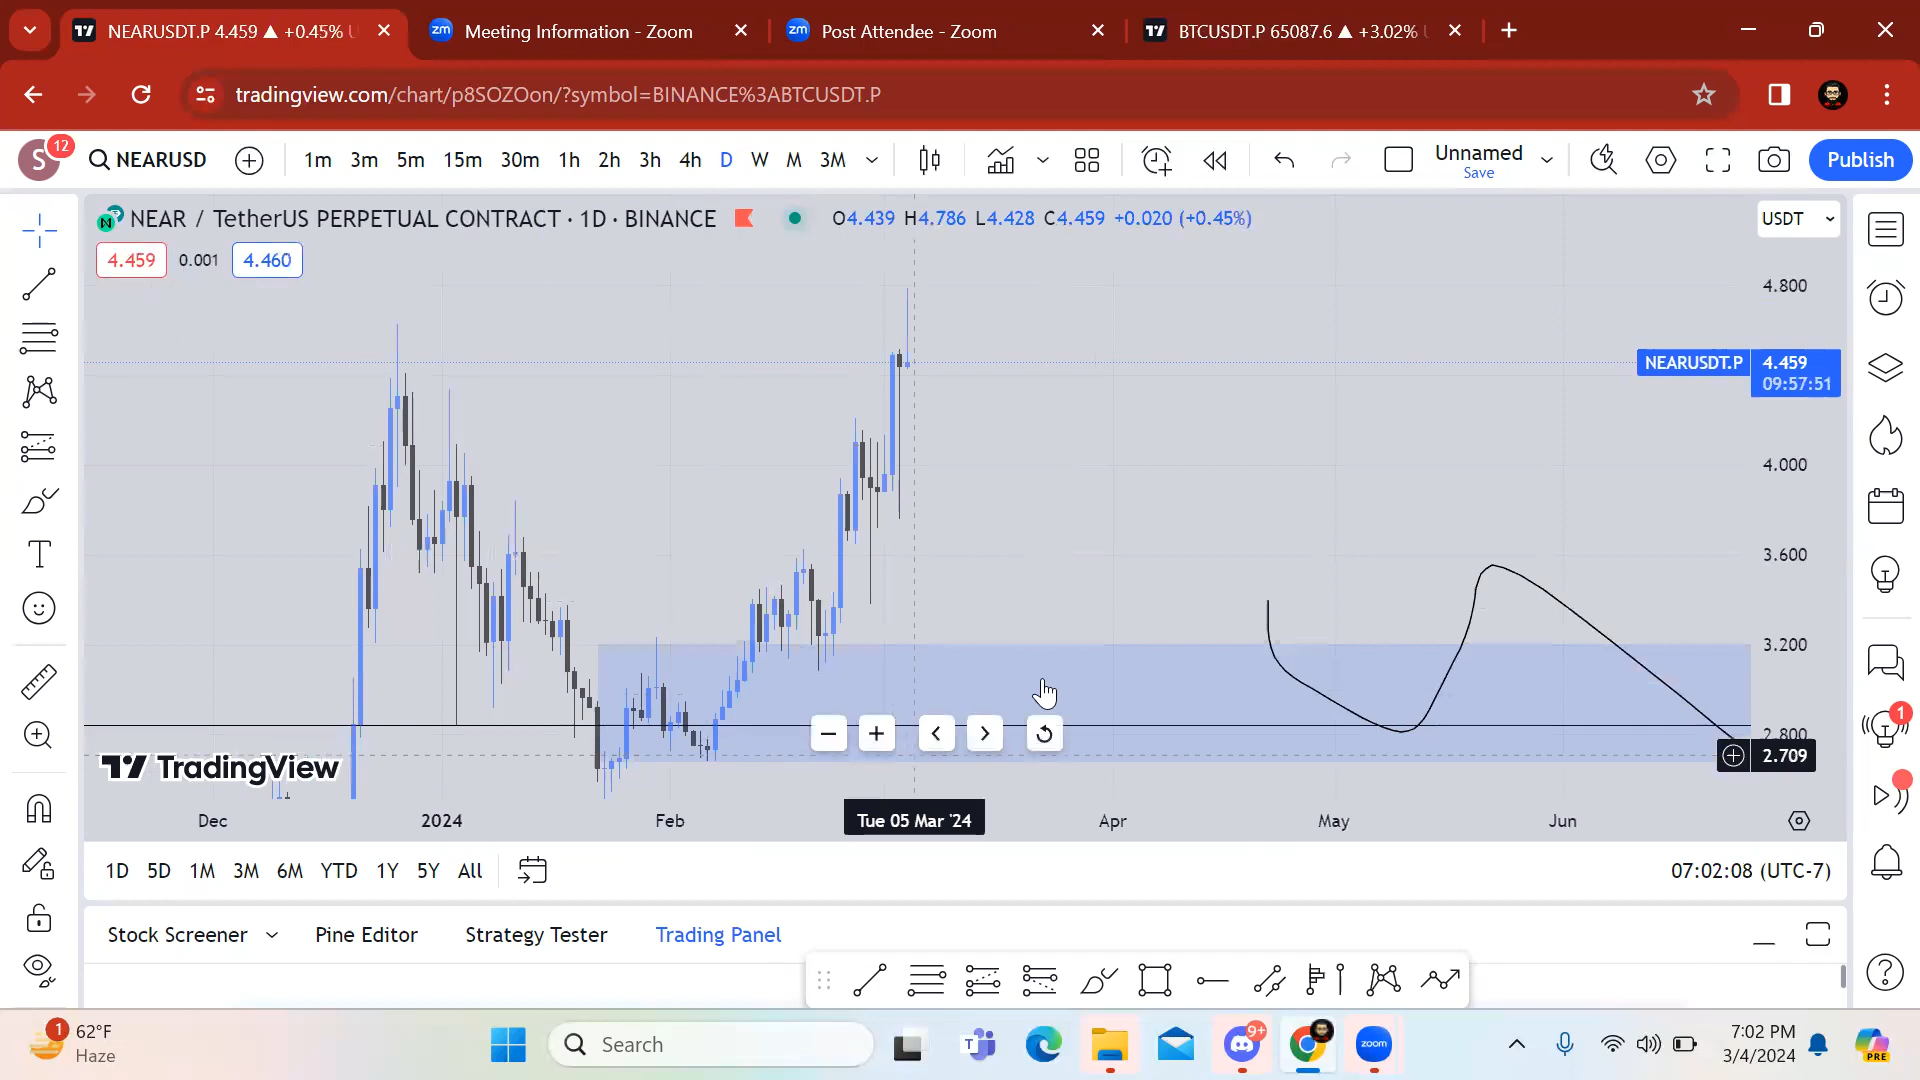 NEARUSDT.P 4.459 ▲ +0.45% U
Meeting Information - Zoom
Post Attendee - Zoom
BTCUSDT.P 65087.6 ▲ +3.02% U
tradingview.com/chart/p8SOZOon/?symbol=BINANCE%3ABTCUSDT.P
S 12
NEARUSD
1m 3m 5m 15m 30m 1h 2h 3h 4h D W M 3M
Unnamed
Save
Publish
NEAR / TetherUS PERPETUAL CONTRACT · 1D · BINANCE
O4.439 H4.786 L4.428 C4.459 +0.020 (+0.45%)
USDT
4.459 0.001 4.460
4.800
NEARUSDT.P 4.459
09:57:51
4.000
3.600
3.200
2.800
2.709
TradingView
Dec 2024 Feb Tue 05 Mar '24 Apr May Jun
1D 5D 1M 3M 6M YTD 1Y 5Y All
07:02:08 (UTC-7)
Stock Screener Pine Editor Strategy Tester Trading Panel
1
62°F
Haze
Search
9+
zoom
7:02 PM
3/4/2024
PRE